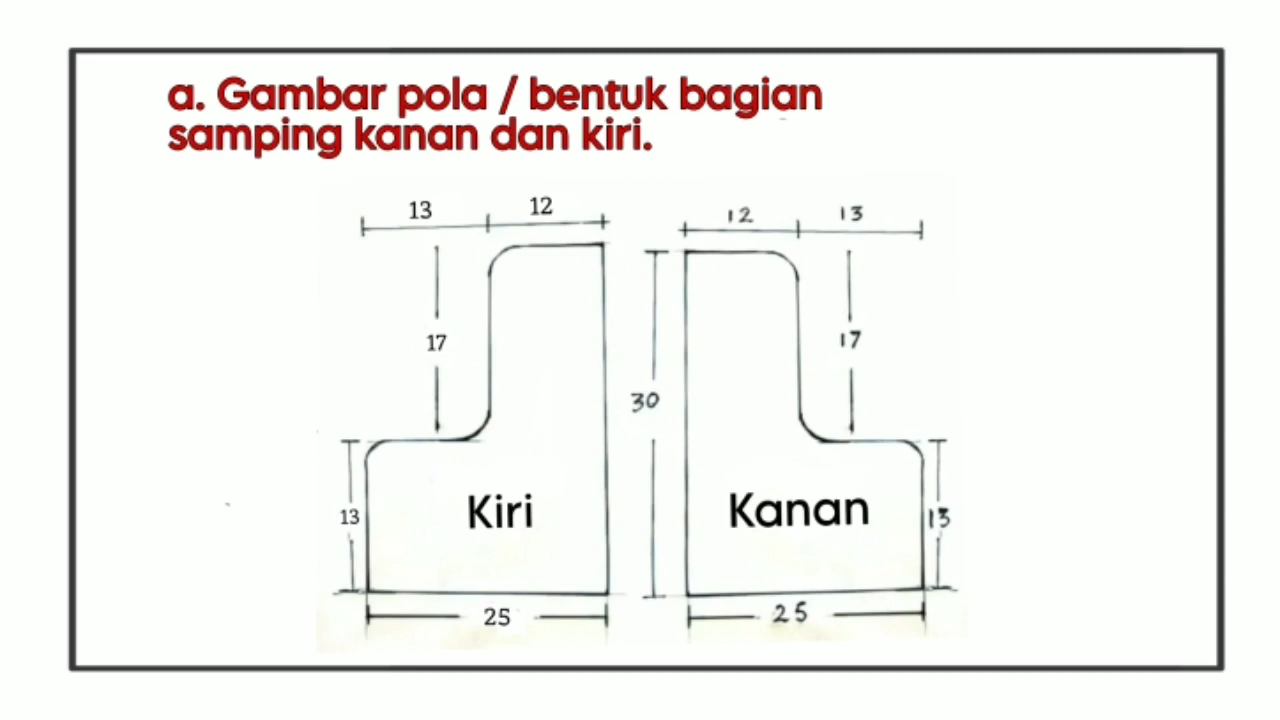 a. Gambar pola / bentuk bagian
samping kanan dan kiri.
13 12
12 13
17
17
30
Kiri
Kanan
13
13
25
25